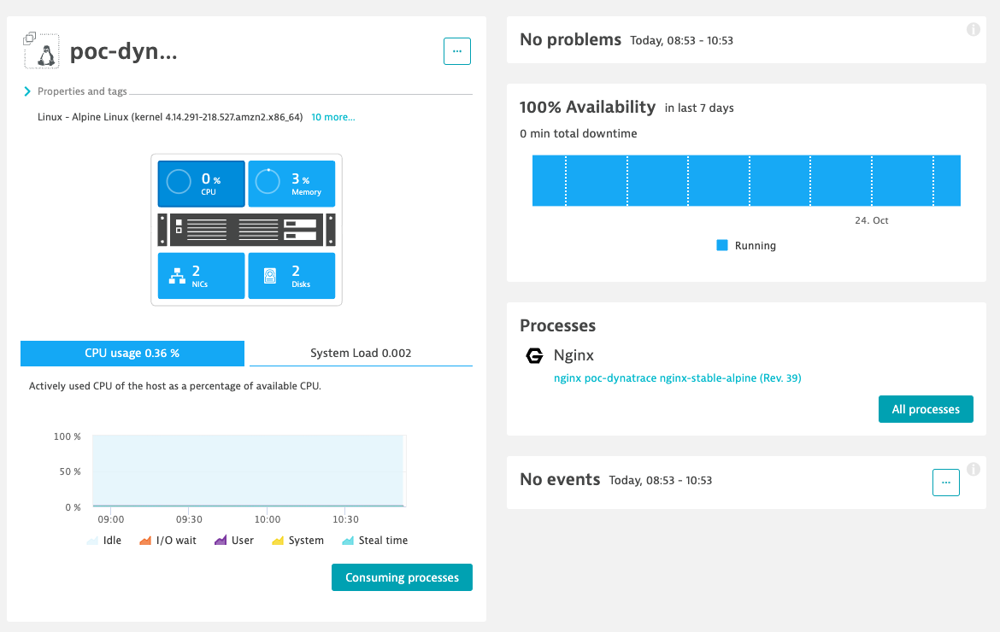 poc-dyn...
...
Properties and tags
Linux - Alpine Linux (kernel 4.14.291-218.527.amzn2.x86_64) 10 more...
0 % CPU
3 % Memory
2 NICs
2 Disks
CPU usage 0.36 %
System Load 0.002
Actively used CPU of the host as a percentage of available CPU.
100 %
50 %
0 %
09:00 09:30 10:00 10:30
Idle I/O wait User System Steal time
Consuming processes
No problems Today, 08:53 - 10:53
i
100% Availability in last 7 days
0 min total downtime
24. Oct
Running
Processes
Nginx
nginx poc-dynatrace nginx-stable-alpine (Rev. 39)
All processes
No events Today, 08:53 - 10:53
...
i